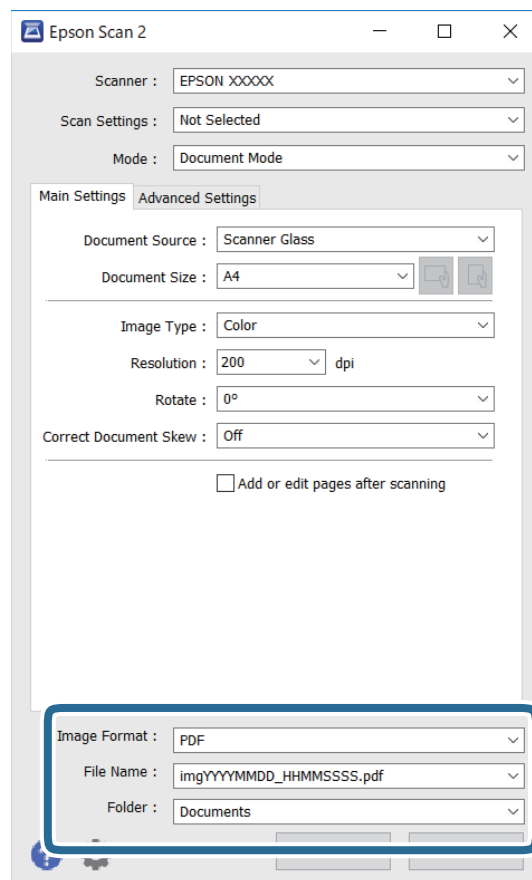 Epson Scan 2
Scanner : EPSON XXXXX
Scan Settings : Not Selected
Mode : Document Mode
Main Settings Advanced Settings
Document Source : Scanner Glass
Document Size : A4
Image Type : Color
Resolution : 200 dpi
Rotate : 0°
Correct Document Skew : Off
Add or edit pages after scanning
Image Format : PDF
File Name : imgYYYYMMDD_HHMMSSSS.pdf
Folder : Documents